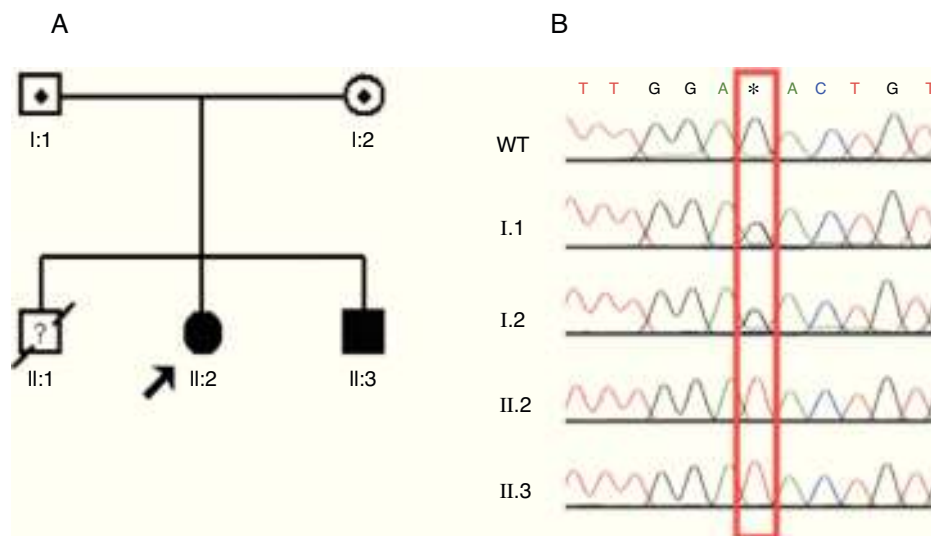 A
I:1
I:2
?
II:1
II:2
II:3
B
T T G G A * A C T G T
WT
I.1
I.2
II.2
II.3